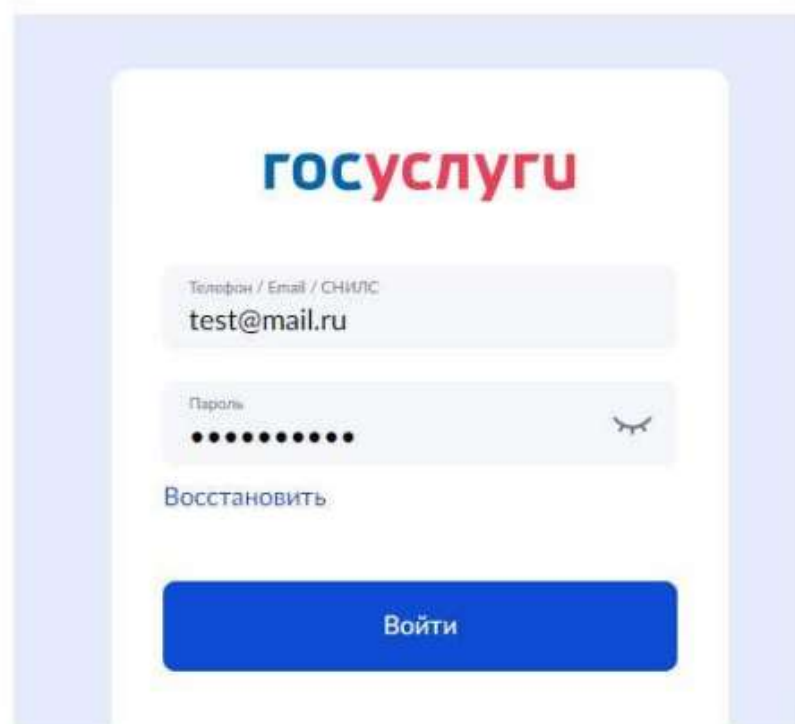 госуслуги
Телефон / Email / СНИЛС
test@mail.ru
Пароль
••••••••••
Восстановить
Войти